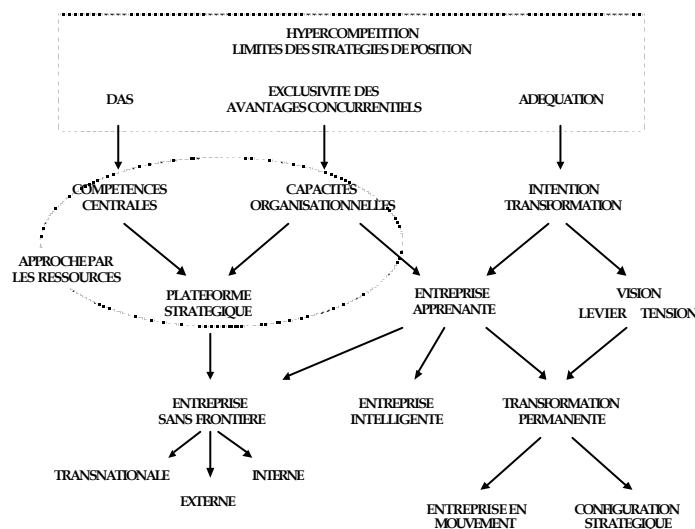 HYPERCOMPETITION
LIMITES DES STRATEGIES DE POSITION
DAS
EXCLUSIVITE DES
AVANTAGES CONCURRENTIELS
ADEQUATION
COMPETENCES
CENTRALES
CAPACITES
ORGANISATIONNELLES
INTENTION
TRANSFORMATION
APPROCHE PAR
LES RESSOURCES
PLATEFORME
STRATEGIQUE
ENTREPRISE
APPRENANTE
VISION
LEVIER TENSION
ENTREPRISE
SANS FRONTIERE
ENTREPRISE
INTELLIGENTE
TRANSFORMATION
PERMANENTE
TRANSNATIONALE
INTERNE
EXTERNE
ENTREPRISE EN
MOUVEMENT
CONFIGURATION
STRATEGIQUE